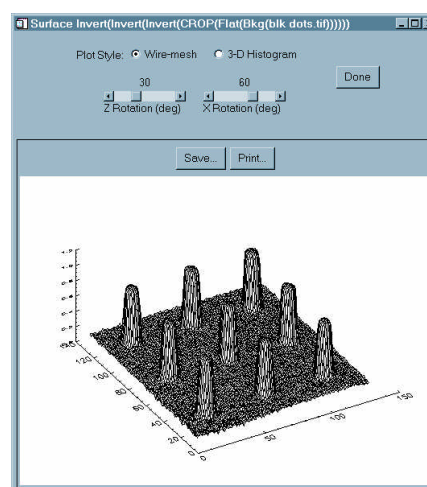 Surface Invert(Invert(Invert(CROP(Flat(Bkg(blk dots.tif))))))
Plot Style: Wire-mesh 3-D Histogram
30 60
Done
Z Rotation (deg) X Rotation (deg)
Save... Print...
120
100
80
60
40
20
0
0
50
100
150